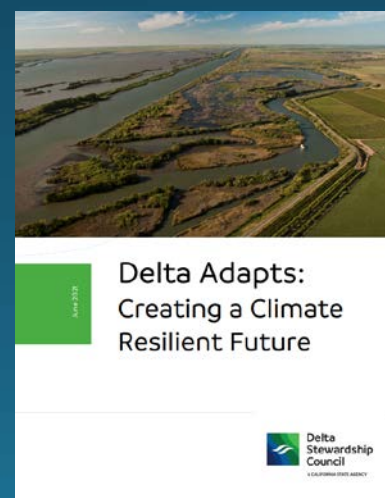 June 2021
Delta Adapts:
Creating a Climate
Resilient Future
Delta
Stewardship
Council
A CALIFORNIA STATE AGENCY